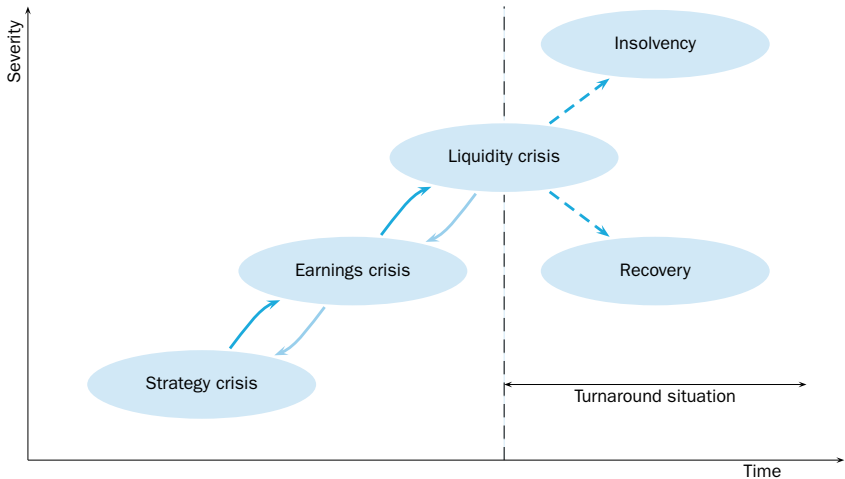 Severity
Insolvency
Liquidity crisis
Earnings crisis
Recovery
Strategy crisis
Turnaround situation
Time